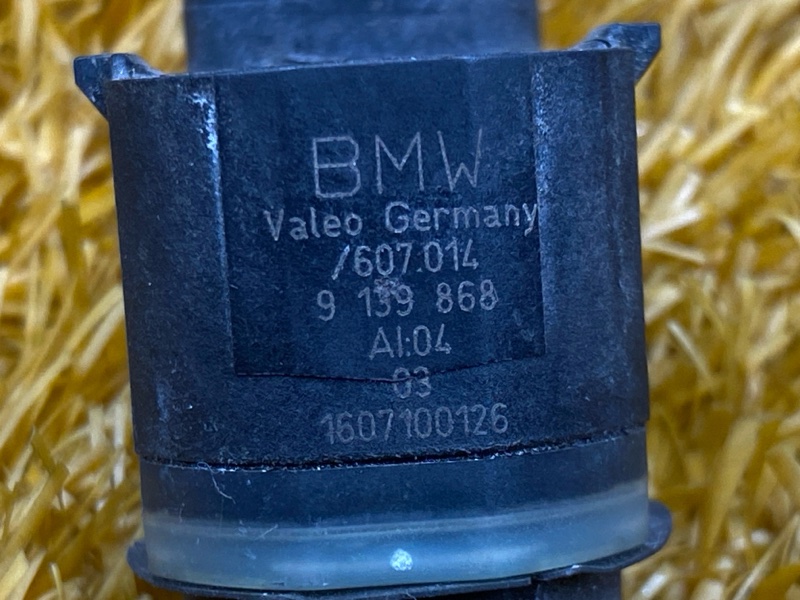 BMW
Valeo Germany
/607.014
9 139 868
AI:04
03
1607100126